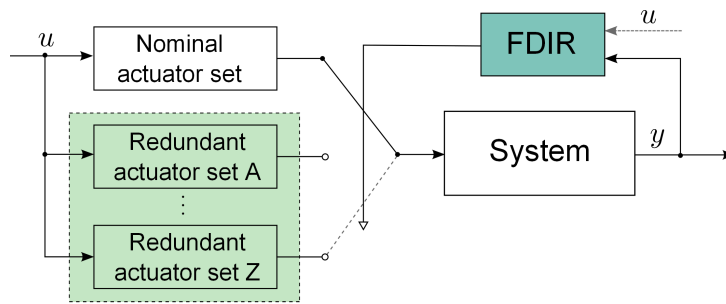 u
Nominal
actuator set
FDIR
u
Redundant
actuator set A
System
y
⋮
Redundant
actuator set Z